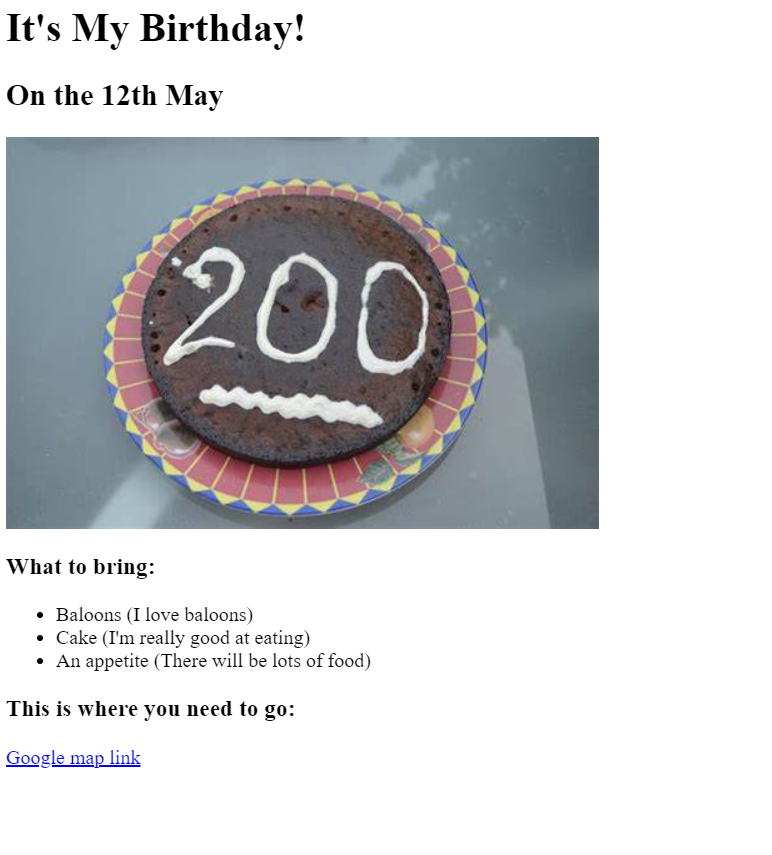 It's My Birthday!
On the 12th May
200
What to bring:
Baloons (I love baloons)
Cake (I'm really good at eating)
An appetite (There will be lots of food)
This is where you need to go:
Google map link